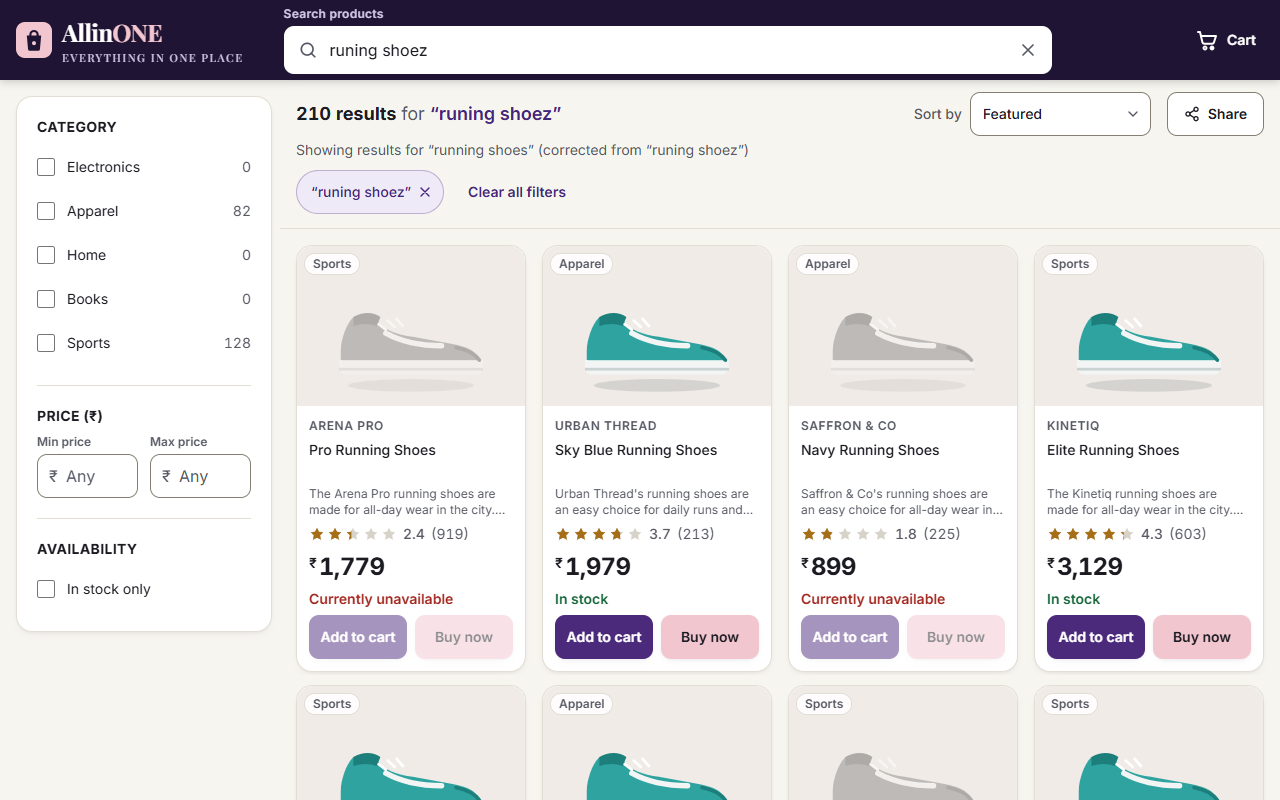 AllinONE
EVERYTHING IN ONE PLACE
Search products
runing shoez
Cart
CATEGORY
Electronics 0
Apparel 82
Home 0
Books 0
Sports 128
PRICE (₹)
Min price Max price
₹ Any ₹ Any
AVAILABILITY
In stock only
210 results for “runing shoez”
Sort by Featured Share
Showing results for “running shoes” (corrected from “runing shoez”)
“runing shoez” Clear all filters
Sports
ARENA PRO
Pro Running Shoes
The Arena Pro running shoes are
made for all-day wear in the city....
2.4 (919)
₹1,779
Currently unavailable
Add to cart Buy now
Apparel
URBAN THREAD
Sky Blue Running Shoes
Urban Thread's running shoes are
an easy choice for daily runs and...
3.7 (213)
₹1,979
In stock
Add to cart Buy now
Apparel
SAFFRON & CO
Navy Running Shoes
Saffron & Co's running shoes are
an easy choice for all-day wear in...
1.8 (225)
₹899
Currently unavailable
Add to cart Buy now
Sports
KINETIQ
Elite Running Shoes
The Kinetiq running shoes are
made for all-day wear in the city....
4.3 (603)
₹3,129
In stock
Add to cart Buy now
Sports
Apparel
Sports
Sports